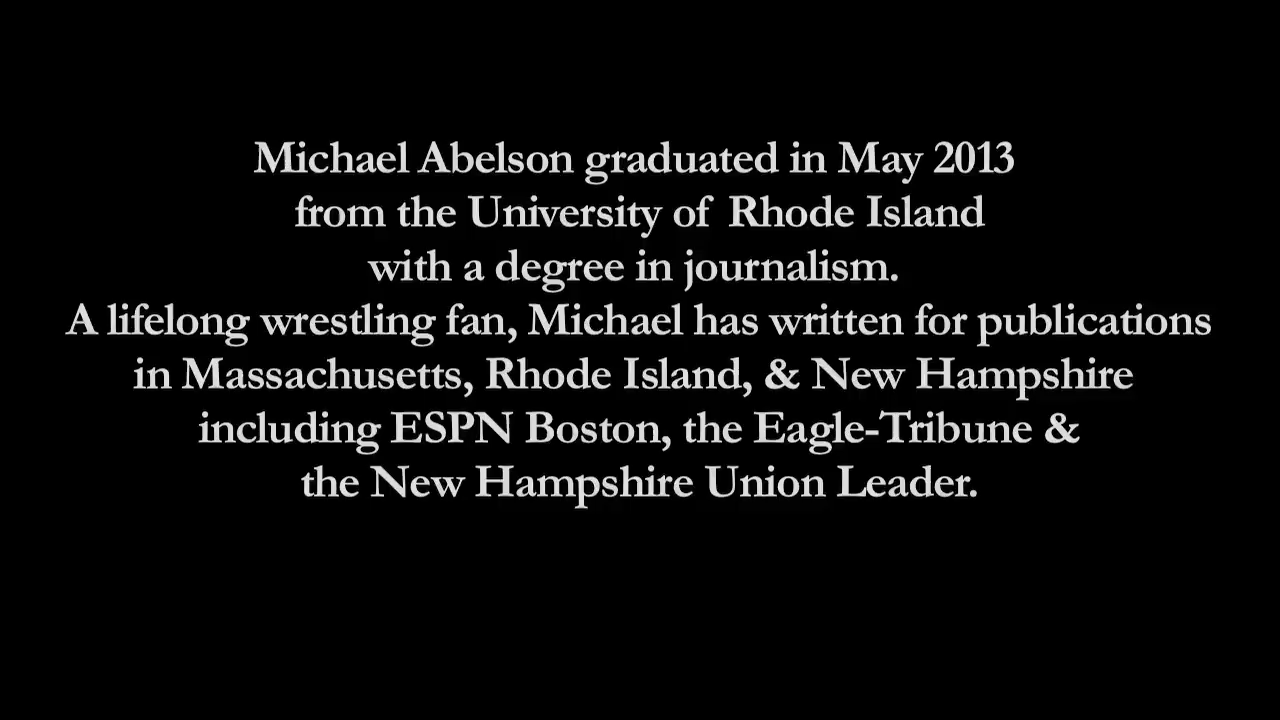 Michael Abelson graduated in May 2013
from the University of Rhode Island
with a degree in journalism.
A lifelong wrestling fan, Michael has written for publications
in Massachusetts, Rhode Island, & New Hampshire
including ESPN Boston, the Eagle-Tribune &
the New Hampshire Union Leader.